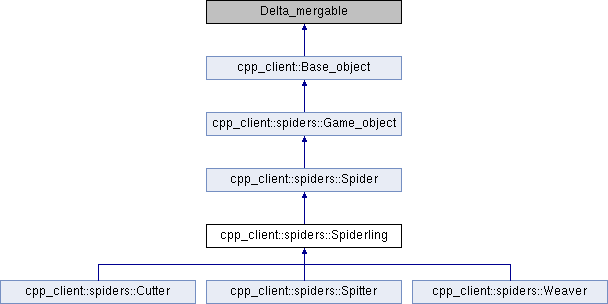 Delta_mergable
cpp_client::Base_object
cpp_client::spiders::Game_object
cpp_client::spiders::Spider
cpp_client::spiders::Spiderling
cpp_client::spiders::Cutter
cpp_client::spiders::Spitter
cpp_client::spiders::Weaver